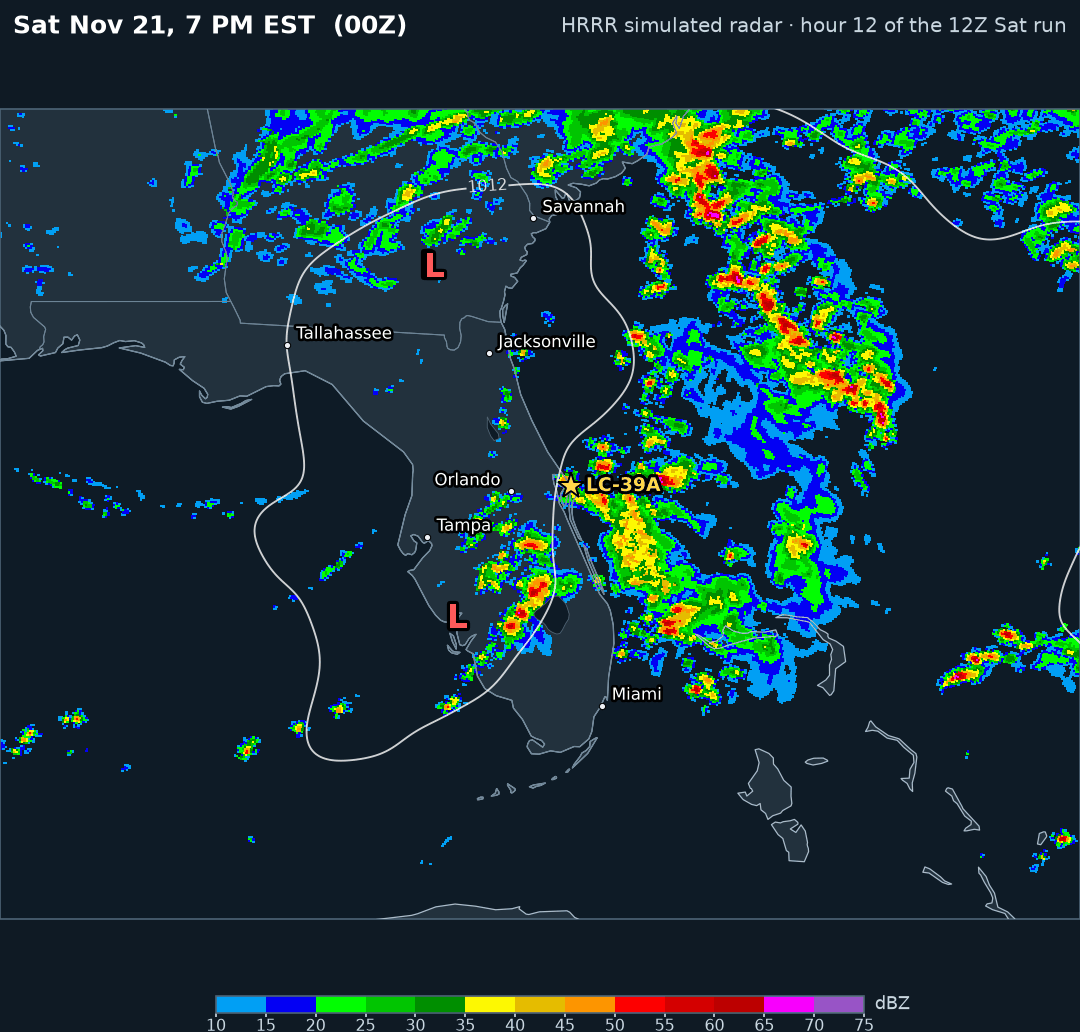 Sat Nov 21, 7 PM EST (00Z)
HRRR simulated radar · hour 12 of the 12Z Sat run
1012
Savannah
L
Tallahassee
Jacksonville
Orlando
LC-39A
Tampa
L
Miami
dBZ
10 15 20 25 30 35 40 45 50 55 60 65 70 75